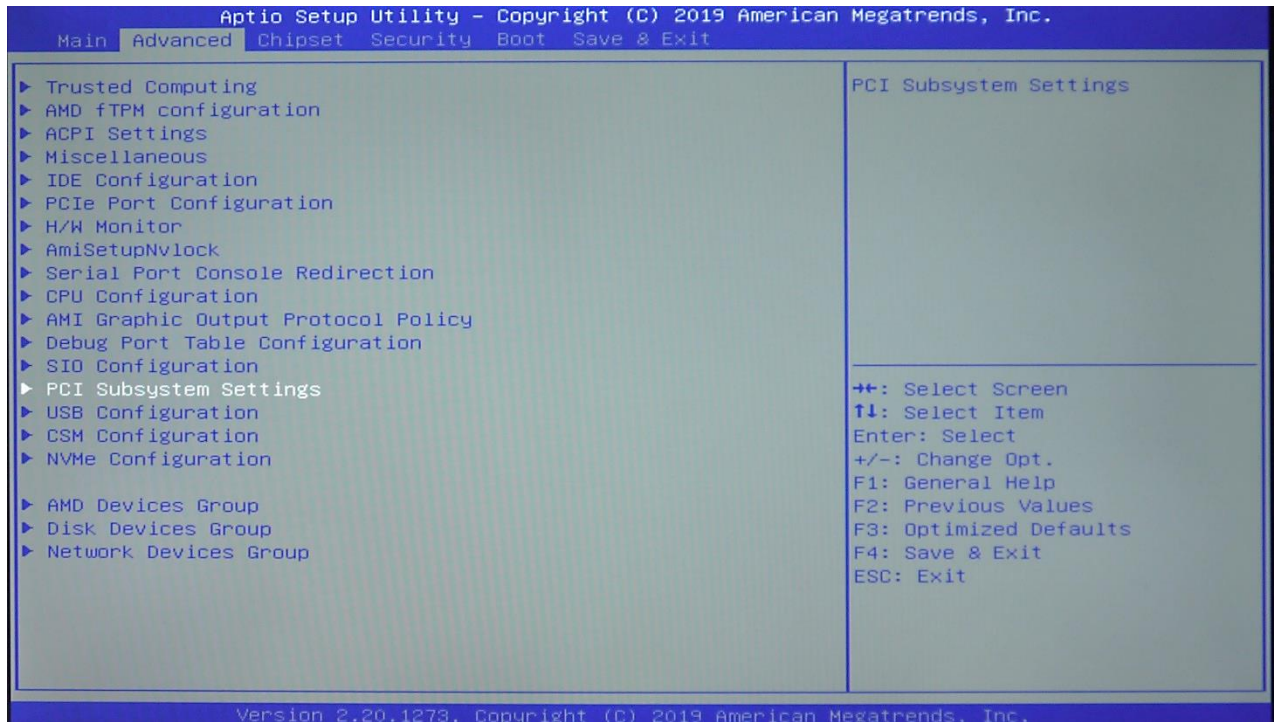 Aptio Setup Utility – Copyright (C) 2019 American Megatrends, Inc.
Main Advanced Chipset Security Boot Save & Exit
▶ Trusted Computing
▶ AMD fTPM configuration
▶ ACPI Settings
▶ Miscellaneous
▶ IDE Configuration
▶ PCIe Port Configuration
▶ H/W Monitor
▶ AmiSetupNvlock
▶ Serial Port Console Redirection
▶ CPU Configuration
▶ AMI Graphic Output Protocol Policy
▶ Debug Port Table Configuration
▶ SIO Configuration
▶ PCI Subsystem Settings
▶ USB Configuration
▶ CSM Configuration
▶ NVMe Configuration
▶ AMD Devices Group
▶ Disk Devices Group
▶ Network Devices Group
PCI Subsystem Settings
→←: Select Screen
↑↓: Select Item
Enter: Select
+/-: Change Opt.
F1: General Help
F2: Previous Values
F3: Optimized Defaults
F4: Save & Exit
ESC: Exit
Version 2.20.1273. Copyright (C) 2019 American Megatrends, Inc.